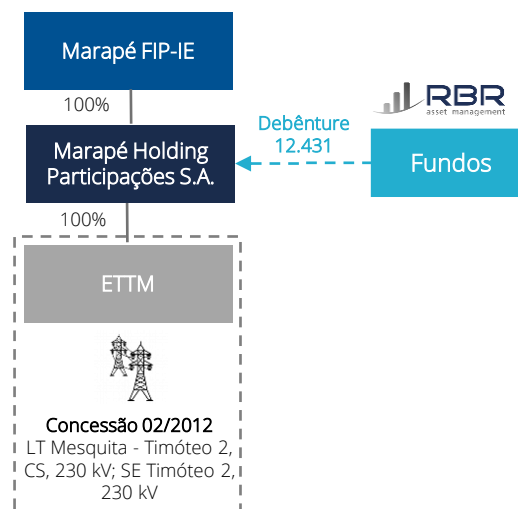 Marapé FIP-IE
100%
RBR
asset management
Debênture
12.431
Marapé Holding
Participações S.A.
Fundos
100%
ETTM
Concessão 02/2012
LT Mesquita - Timóteo 2,
CS, 230 kV; SE Timóteo 2,
230 kV